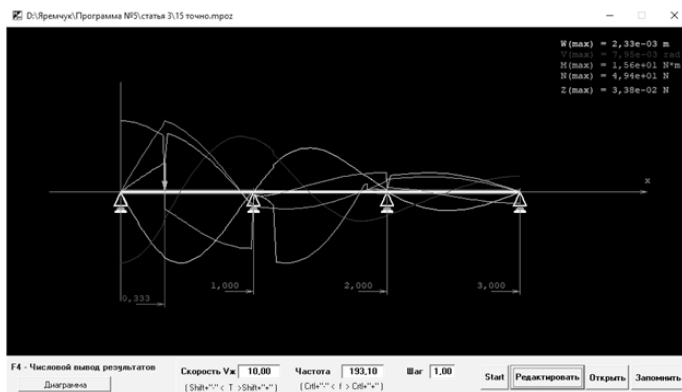 D:\Яремчук\Программа №5\статья 3\15 точно.mpoz
W(max) = 2,33e-03 m
V(max) = 7,95e-03 rad
M(max) = 1,56e+01 N*m
N(max) = 4,94e+01 N
Z(max) = 3,38e-02 N
x
0,333
1,000
2,000
3,000
F4 - Числовой вывод результатов
Скорость Vж 10,00 Частота 193,10 Шаг 1,00
Start Редактировать Открыть Запомнить
Диаграмма
(Shift+"-" < T >Shift+"+") (Crtl+"-" < f > Crtl+"+")